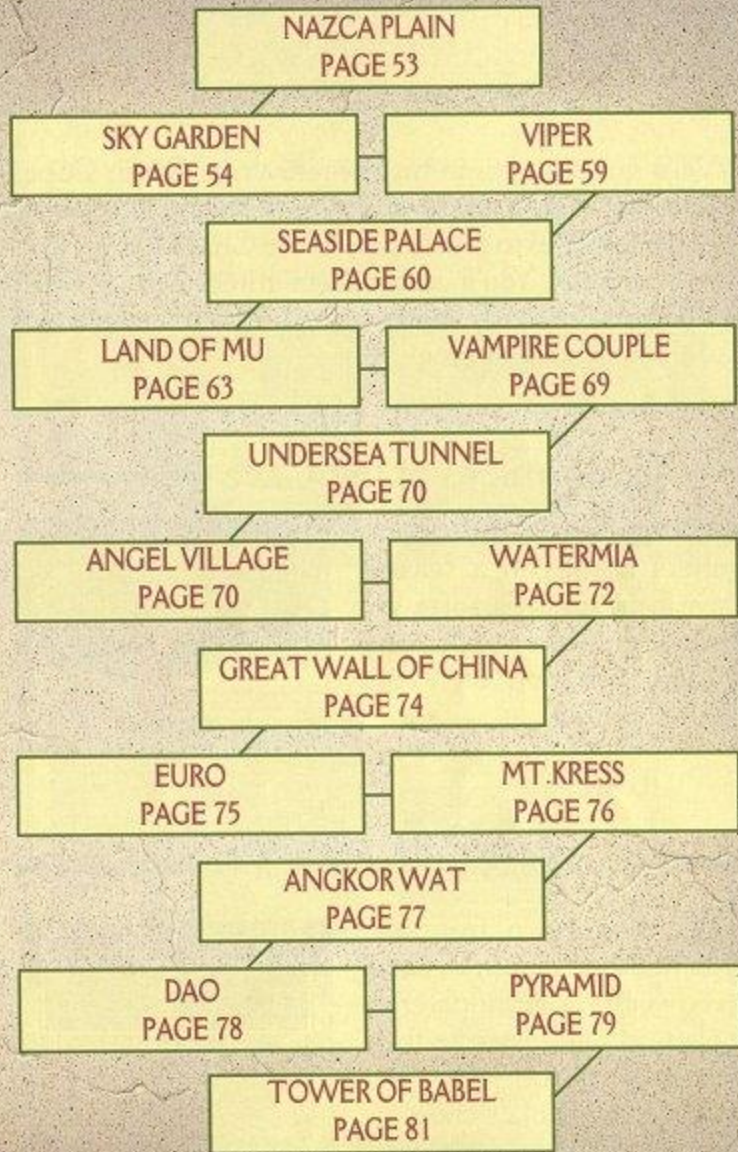 NAZCA PLAIN
PAGE 53
SKY GARDEN
PAGE 54
VIPER
PAGE 59
SEASIDE PALACE
PAGE 60
LAND OF MU
PAGE 63
VAMPIRE COUPLE
PAGE 69
UNDERSEA TUNNEL
PAGE 70
ANGEL VILLAGE
PAGE 70
WATERMIA
PAGE 72
GREAT WALL OF CHINA
PAGE 74
EURO
PAGE 75
MT.KRESS
PAGE 76
ANGKOR WAT
PAGE 77
DAO
PAGE 78
PYRAMID
PAGE 79
TOWER OF BABEL
PAGE 81